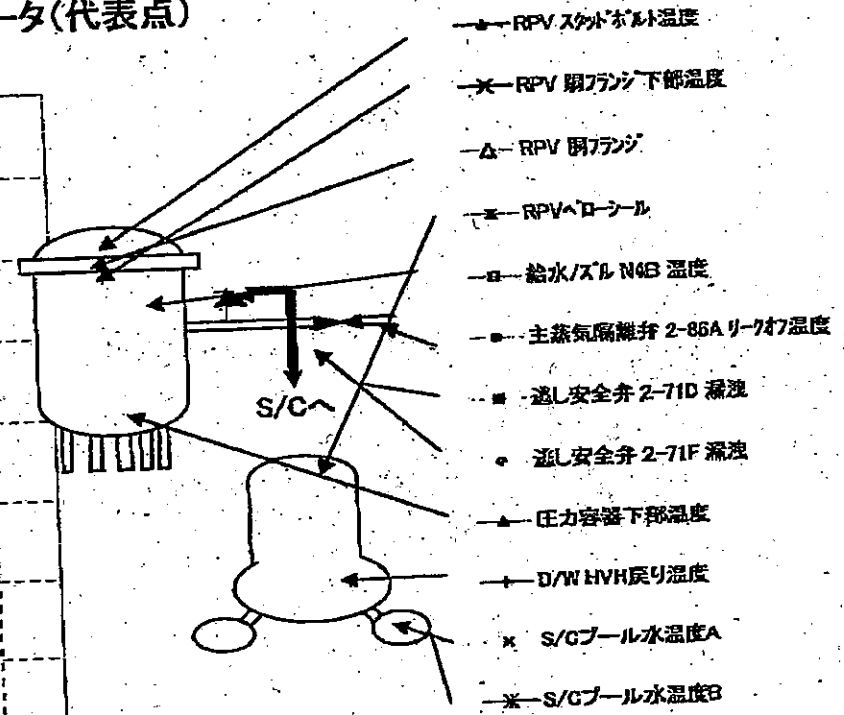 ータ(代表点)
RPV スタッドボルト温度
RPV 胴フランジ下部温度
RPV 胴フランジ
RPVベローシール
給水ノズル N4B 温度
主蒸気隔離弁 2-86A リークオフ温度
逃し安全弁 2-71D 漏洩
逃し安全弁 2-71F 漏洩
S/Cへ
圧力容器下部温度
D/W HVH戻り温度
S/Cプール水温度A
S/Cプール水温度B